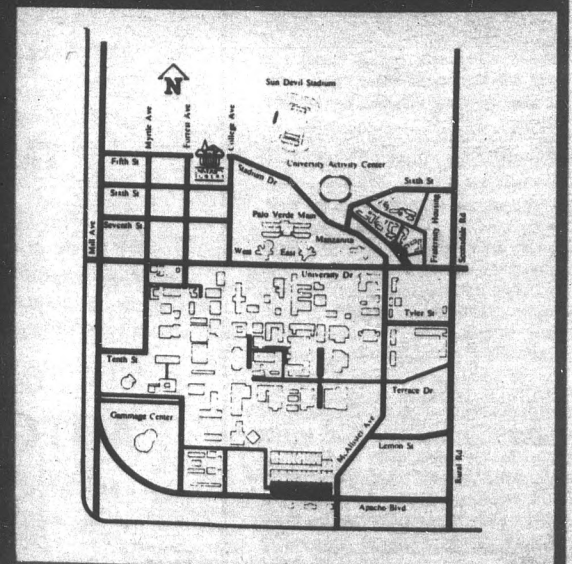 Sun Devil Stadium
N
Myrtle Ave
Forest Ave
College Ave
Fifth St
Stadium Dr
University Activity Center
Sixth St
Sixth St
Palo Verde Main
Fraternity Housing
Scottsdale Rd
Seventh St
Mill Ave
Manzanita
West
East
University Dr
Tyler St
Tenth St
Terrace Dr
Gammage Center
McAllister Ave
Lemon St
Rural Rd
Apache Blvd